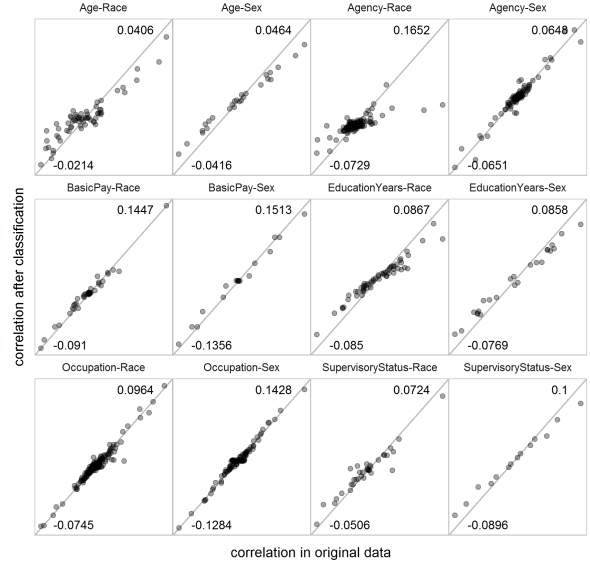 Age-Race Age-Sex Agency-Race Agency-Sex
0.0406 0.0464 0.1652 0.0648
-0.0214 -0.0416 -0.0729 -0.0651
BasicPay-Race BasicPay-Sex EducationYears-Race EducationYears-Sex
0.1447 0.1513 0.0867 0.0858
-0.091 -0.1356 -0.085 -0.0769
Occupation-Race Occupation-Sex SupervisoryStatus-Race SupervisoryStatus-Sex
0.0964 0.1428 0.0724 0.1
-0.0745 -0.1284 -0.0506 -0.0896
correlation after classification
correlation in original data